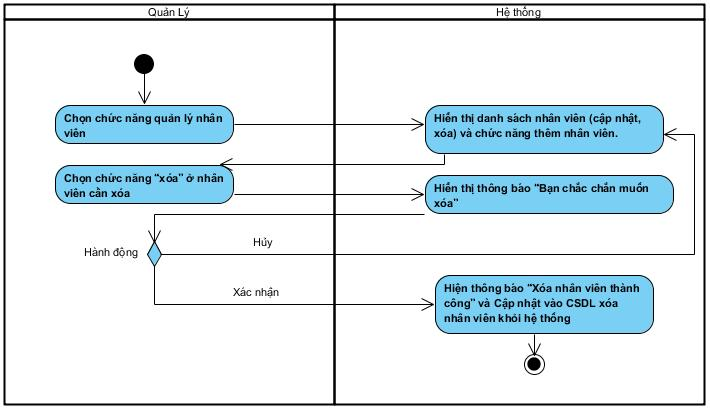 Quản Lý
Hệ thống
Chọn chức năng quản lý nhân
viên
Hiển thị danh sách nhân viên (cập nhật,
xóa) và chức năng thêm nhân viên.
Chọn chức năng "xóa" ở nhân
viên cần xóa
Hiển thị thông báo "Bạn chắc chắn muốn
xóa"
Hành động
Hủy
Xác nhận
Hiện thông báo "Xóa nhân viên thành
công" và Cập nhật vào CSDL xóa
nhân viên khỏi hệ thống